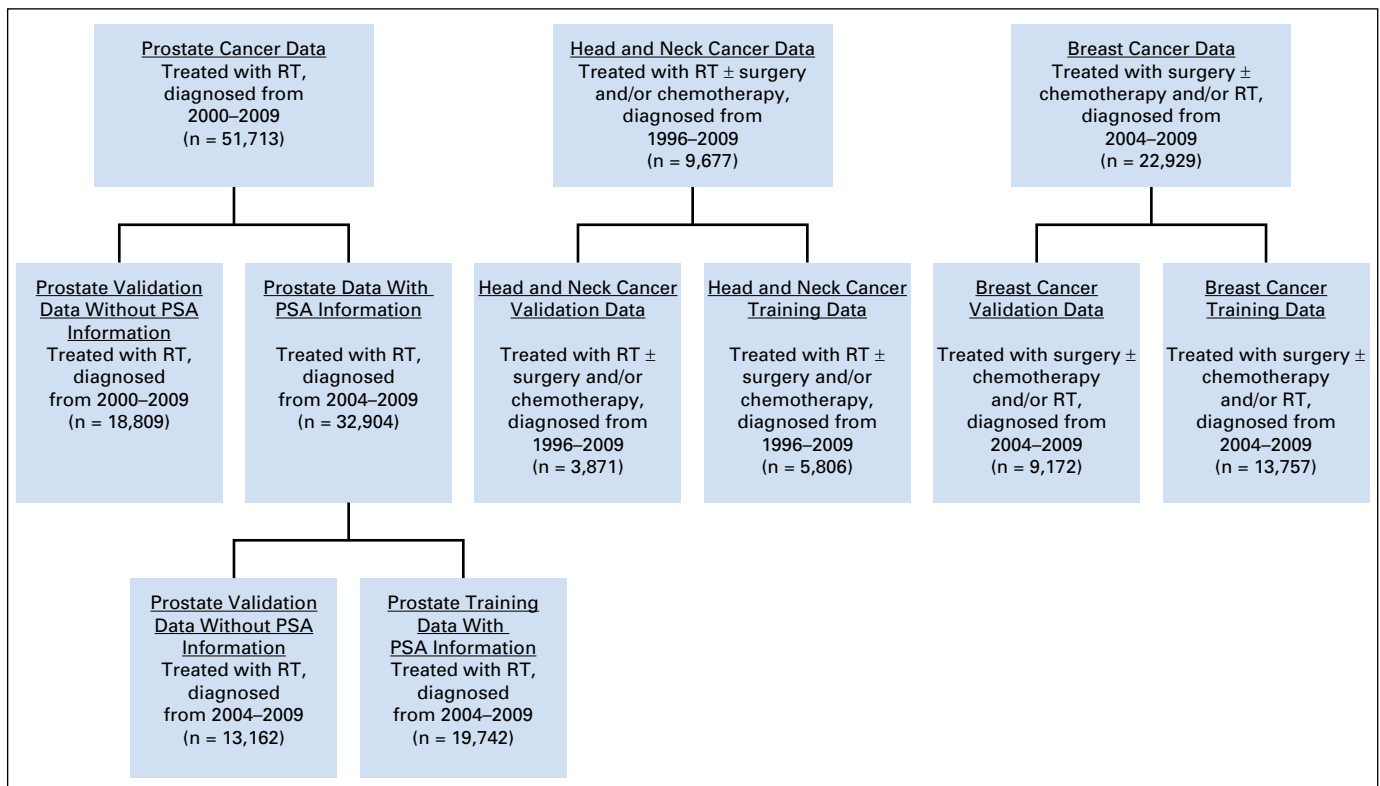 Prostate Cancer Data
Treated with RT,
diagnosed from
2000–2009
(n = 51,713)
Head and Neck Cancer Data
Treated with RT ± surgery
and/or chemotherapy,
diagnosed from
1996–2009
(n = 9,677)
Breast Cancer Data
Treated with surgery ±
chemotherapy and/or RT,
diagnosed from
2004–2009
(n = 22,929)
Prostate Validation
Data Without PSA
Information
Treated with RT,
diagnosed
from 2000–2009
(n = 18,809)
Prostate Data With
PSA Information
Treated with RT,
diagnosed
from 2004–2009
(n = 32,904)
Head and Neck Cancer
Validation Data
Treated with RT ±
surgery and/or
chemotherapy,
diagnosed from
1996–2009
(n = 3,871)
Head and Neck Cancer
Training Data
Treated with RT ±
surgery and/or
chemotherapy,
diagnosed from
1996–2009
(n = 5,806)
Breast Cancer
Validation Data
Treated with surgery ±
chemotherapy
and/or RT,
diagnosed from
2004–2009
(n = 9,172)
Breast Cancer
Training Data
Treated with surgery ±
chemotherapy
and/or RT,
diagnosed from
2004–2009
(n = 13,757)
Prostate Validation
Data Without PSA
Information
Treated with RT,
diagnosed
from 2004–2009
(n = 13,162)
Prostate Training
Data With
PSA Information
Treated with RT,
diagnosed
from 2004–2009
(n = 19,742)